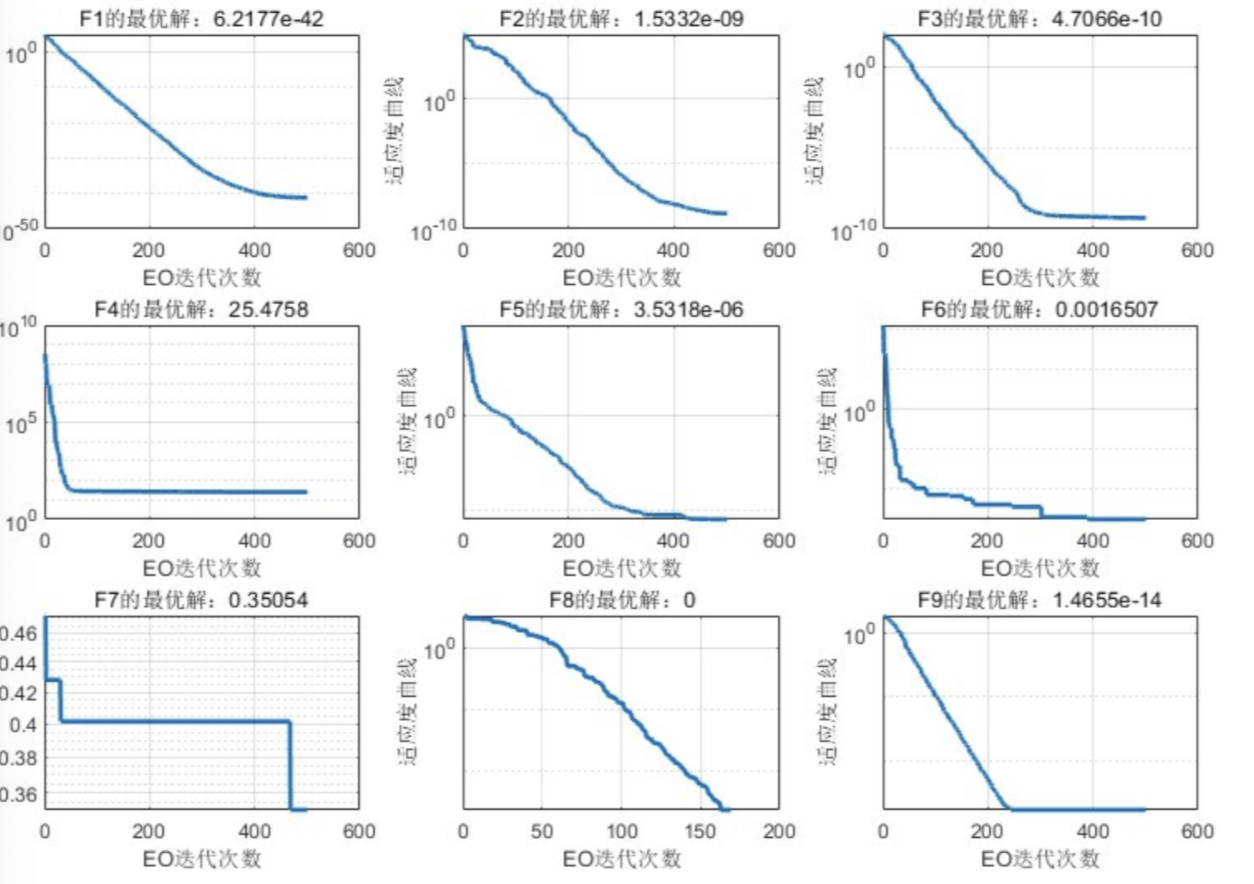 F1的最优解：6.2177e-42
10^0
10^-50
0 200 400 600
EO迭代次数
F2的最优解：1.5332e-09
适应度曲线
10^0
10^-10
0 200 400 600
EO迭代次数
F3的最优解：4.7066e-10
适应度曲线
10^0
10^-10
0 200 400 600
EO迭代次数
F4的最优解：25.4758
10^10
10^5
10^0
0 200 400 600
EO迭代次数
F5的最优解：3.5318e-06
适应度曲线
10^0
0 200 400 600
EO迭代次数
F6的最优解：0.0016507
适应度曲线
10^0
0 200 400 600
EO迭代次数
F7的最优解：0.35054
0.46
0.44
0.42
0.4
0.38
0.36
0 200 400 600
EO迭代次数
F8的最优解：0
适应度曲线
10^0
0 50 100 150 200
EO迭代次数
F9的最优解：1.4655e-14
适应度曲线
10^0
0 200 400 600
EO迭代次数